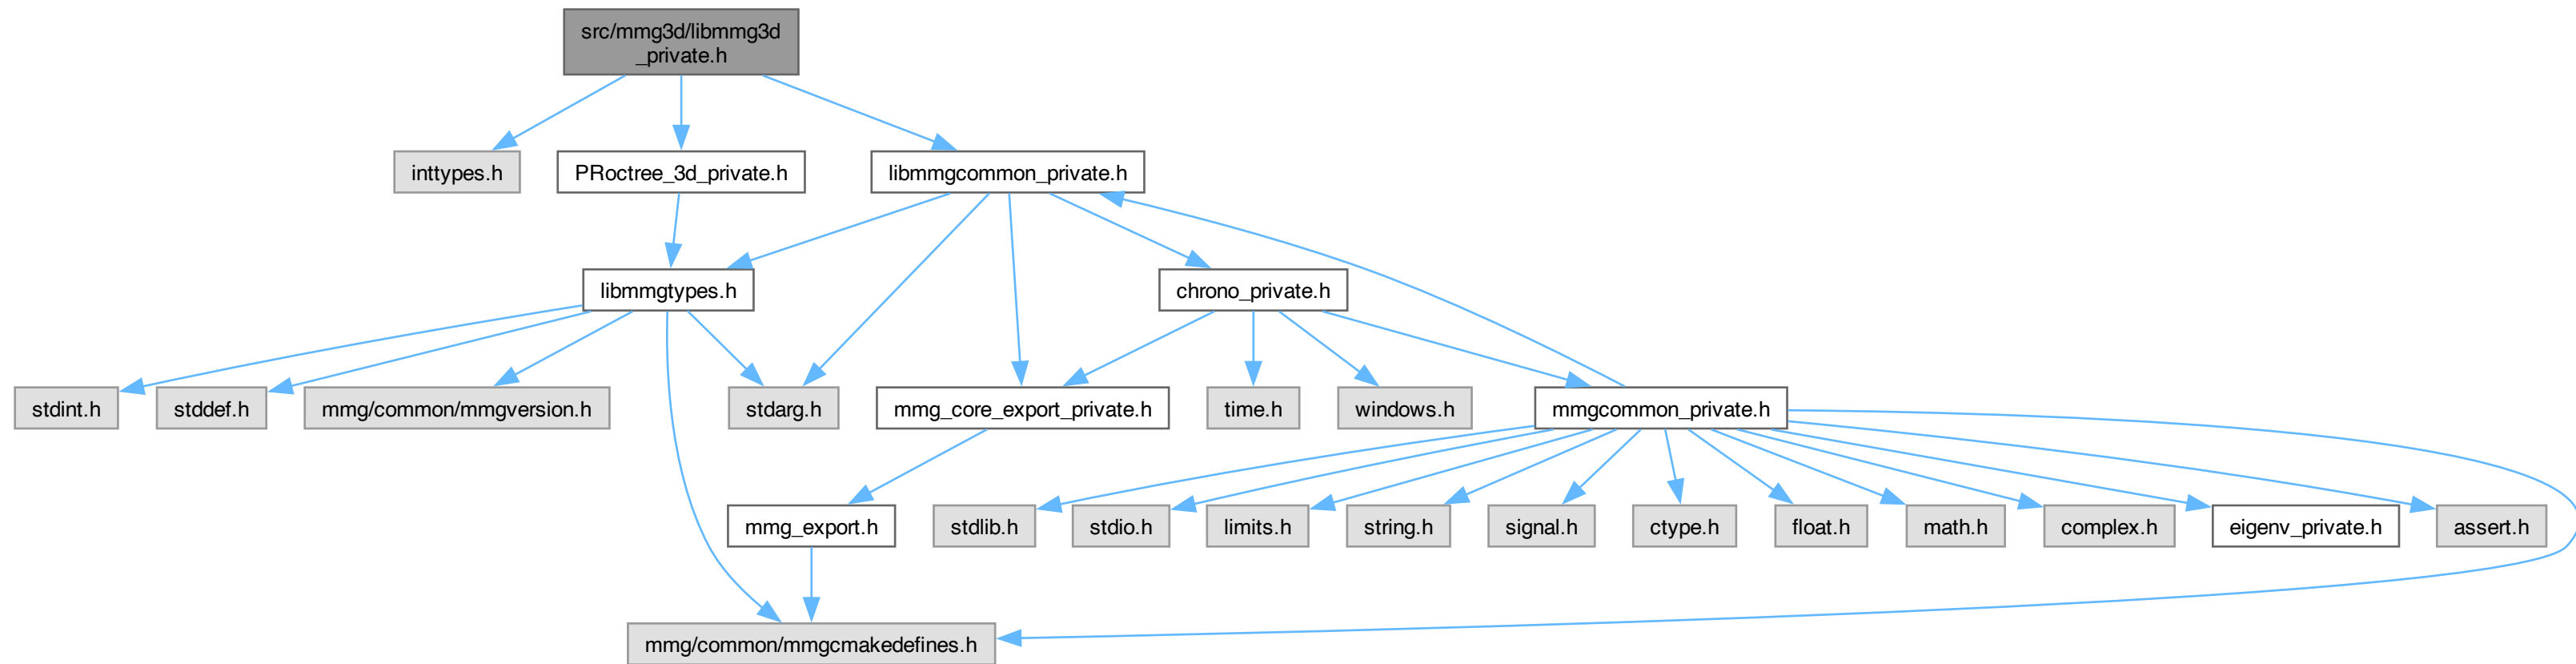 src/mmg3d/libmmg3d
_private.h
inttypes.h
PRoctree_3d_private.h
libmmgcommon_private.h
libmmgtypes.h
chrono_private.h
stdint.h
stddef.h
mmg/common/mmgversion.h
stdarg.h
mmg_core_export_private.h
time.h
windows.h
mmgcommon_private.h
mmg_export.h
stdlib.h
stdio.h
limits.h
string.h
signal.h
ctype.h
float.h
math.h
complex.h
eigenv_private.h
assert.h
mmg/common/mmgcmakedefines.h